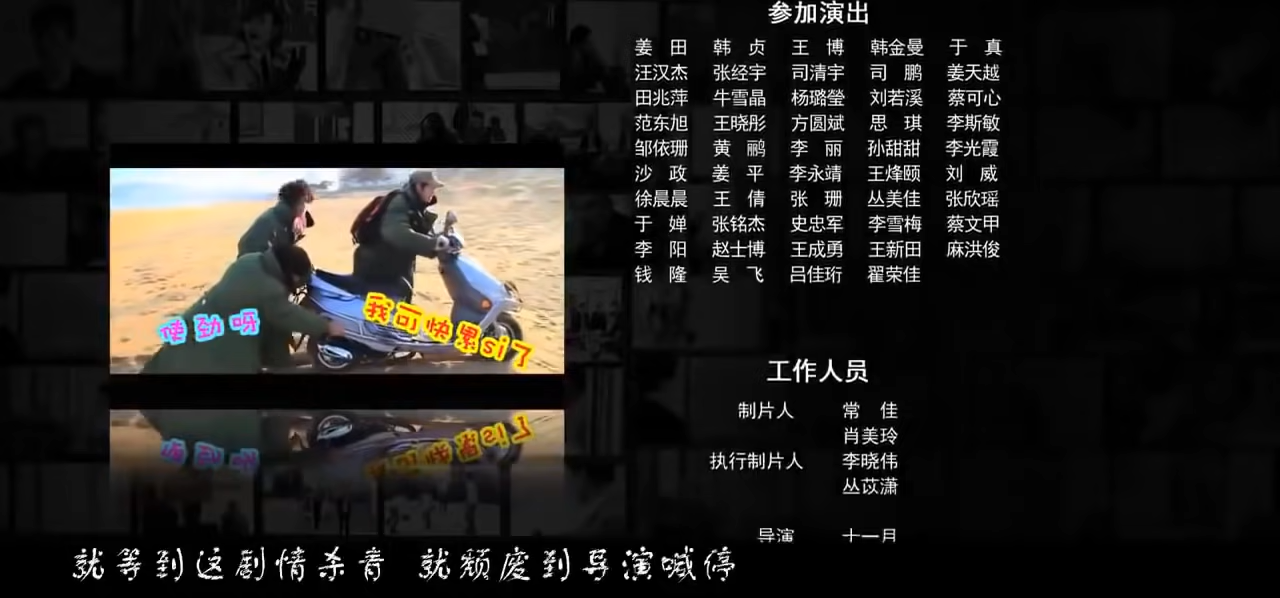 参加演出
姜 田 韩 贞 王 博 韩金曼 于 真
汪汉杰 张经宇 司清宇 司 鹏 姜天越
田兆萍 牛雪晶 杨璐莹 刘若溪 蔡可心
范东旭 王晓彤 方圆斌 思 琪 李斯敏
邹依珊 黄 鹂 李 丽 孙甜甜 李光霞
沙 政 姜 平 李永靖 王烽颐 刘 威
徐晨晨 王 倩 张 珊 丛美佳 张欣瑶
于 婵 张铭杰 史忠军 李雪梅 蔡文甲
李 阳 赵士博 王成勇 王新田 麻洪俊
钱 隆 吴 飞 吕佳珩 翟荣佳
使劲呀
我可快累si了
工作人员
制片人 常 佳
肖美玲
执行制片人 李晓伟
丛苡潇
导演 十一月
就等到这剧情杀青 就颓废到导演喊停